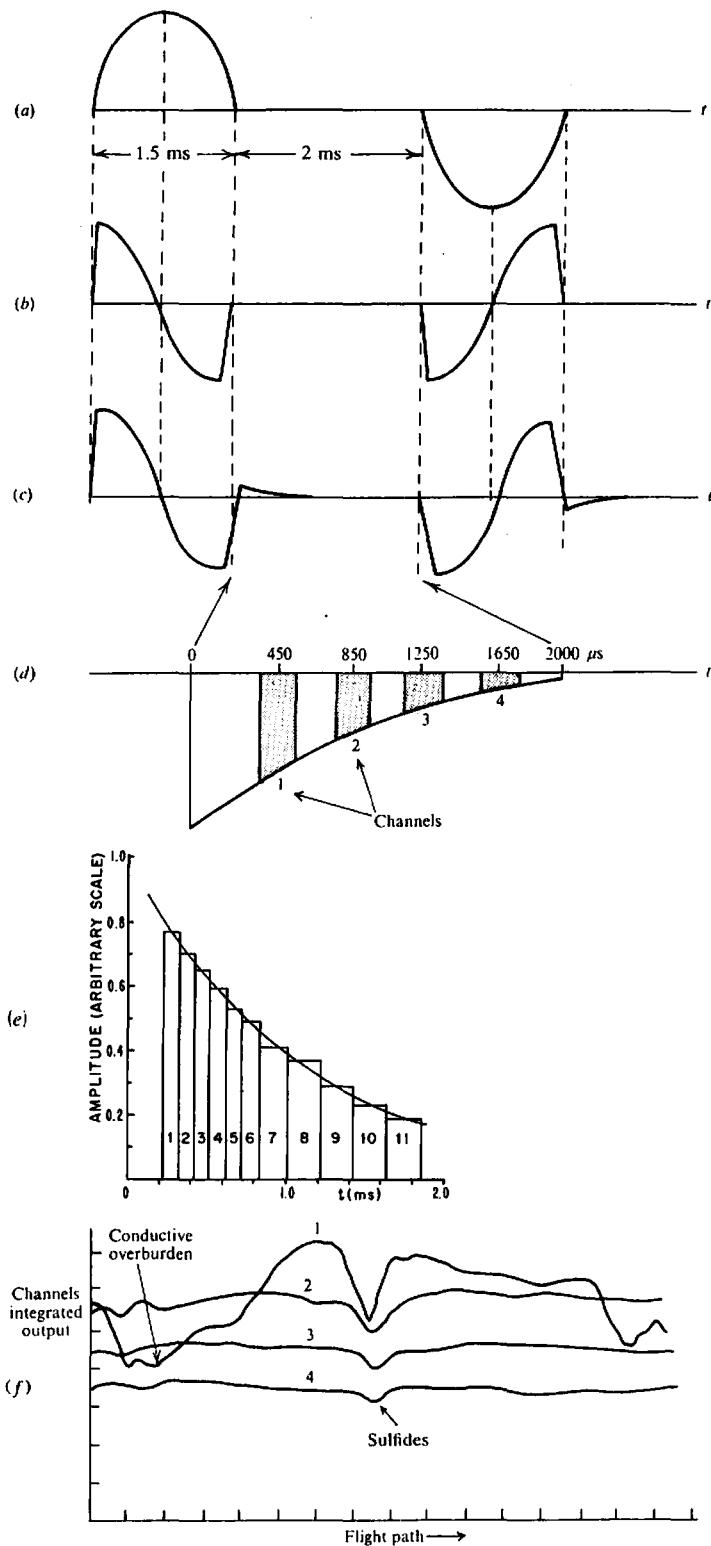 (a)
t
1.5 ms
2 ms
(b)
t
(c)
t
0 450 850 1250 1650 2000 μs
(d)
t
1
2
3
4
Channels
AMPLITUDE (ARBITRARY SCALE)
1.0
0.8
0.6
0.4
0.2
(e)
1 2 3 4 5 6 7 8 9 10 11
0 1.0 2.0
t(ms)
Conductive
overburden
1
Channels
integrated
output
2
3
4
(f)
Sulfides
Flight path